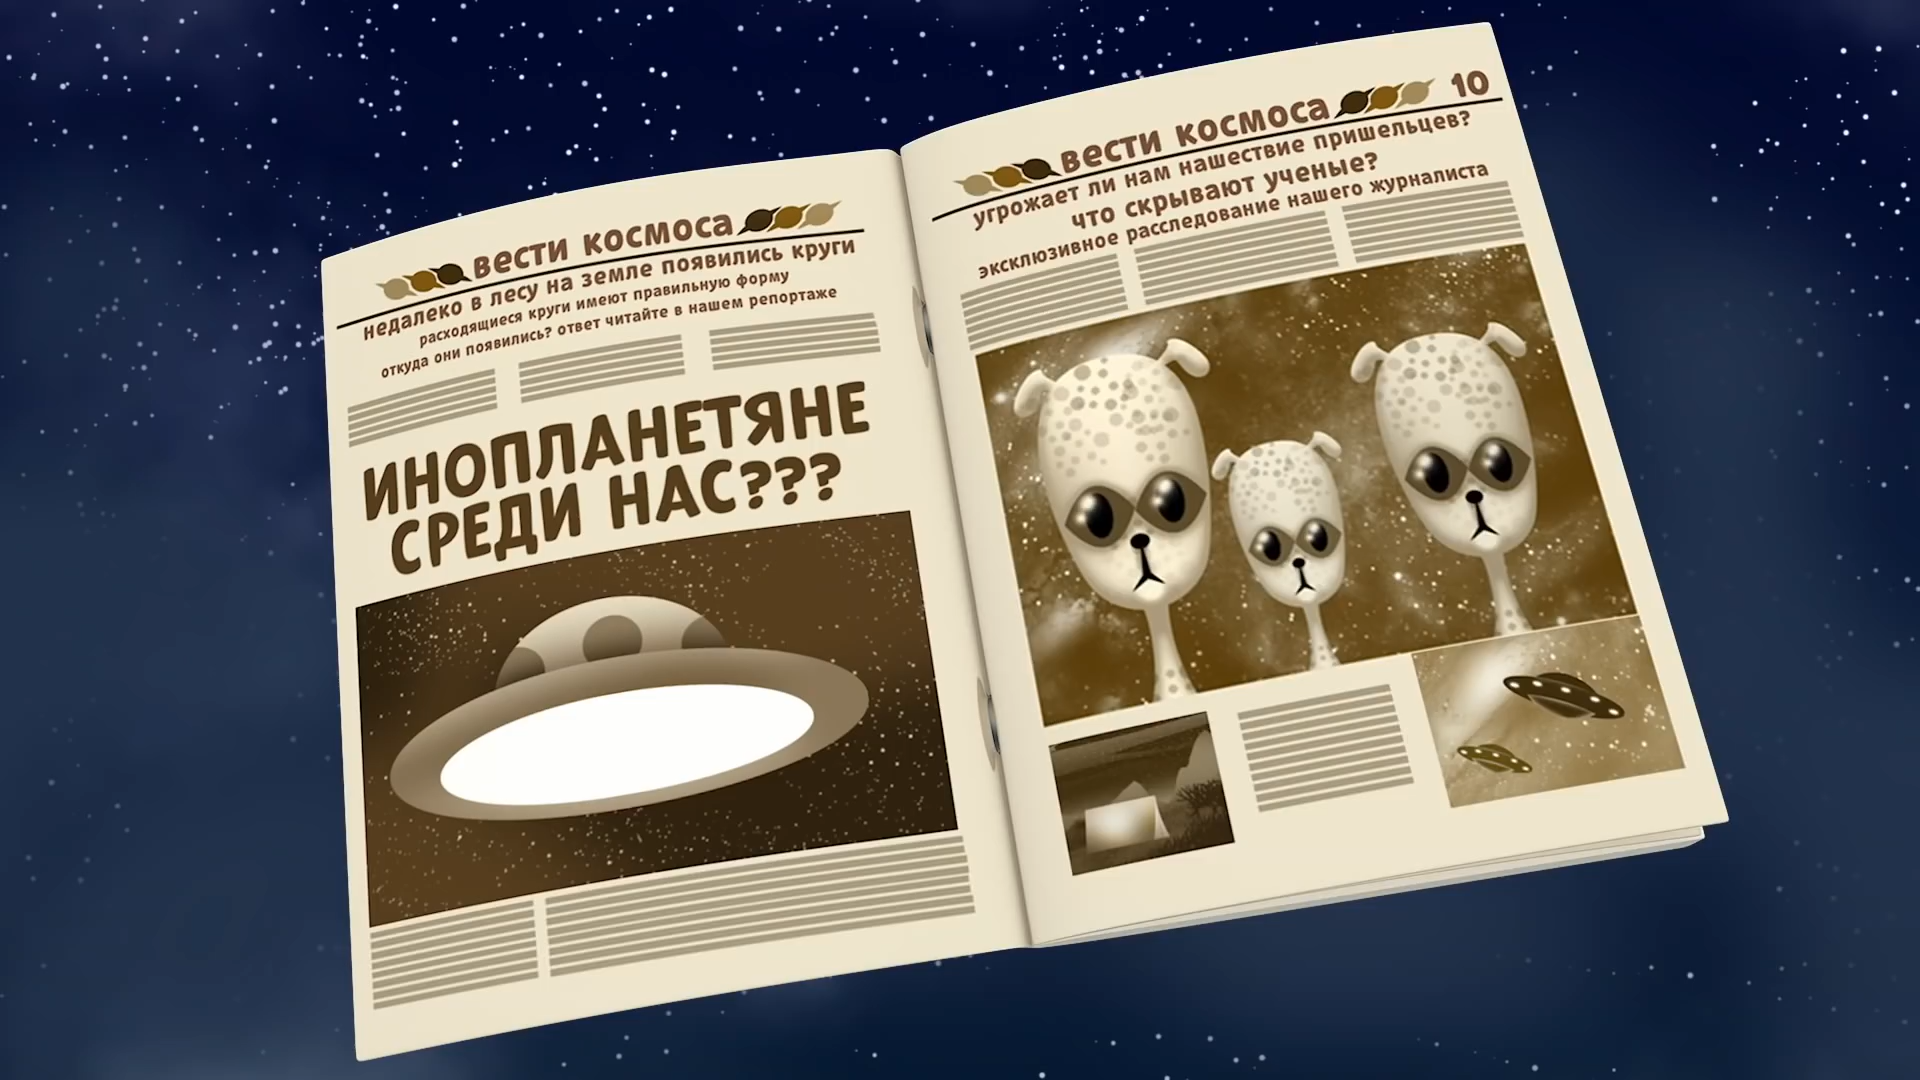 вести космоса
недалеко в лесу на земле появились круги
расходящиеся круги имеют правильную форму
откуда они появились? ответ читайте в нашем репортаже
ИНОПЛАНЕТЯНЕ
СРЕДИ НАС???
вести космоса 10
угрожает ли нам нашествие пришельцев?
что скрывают ученые?
эксклюзивное расследование нашего журналиста